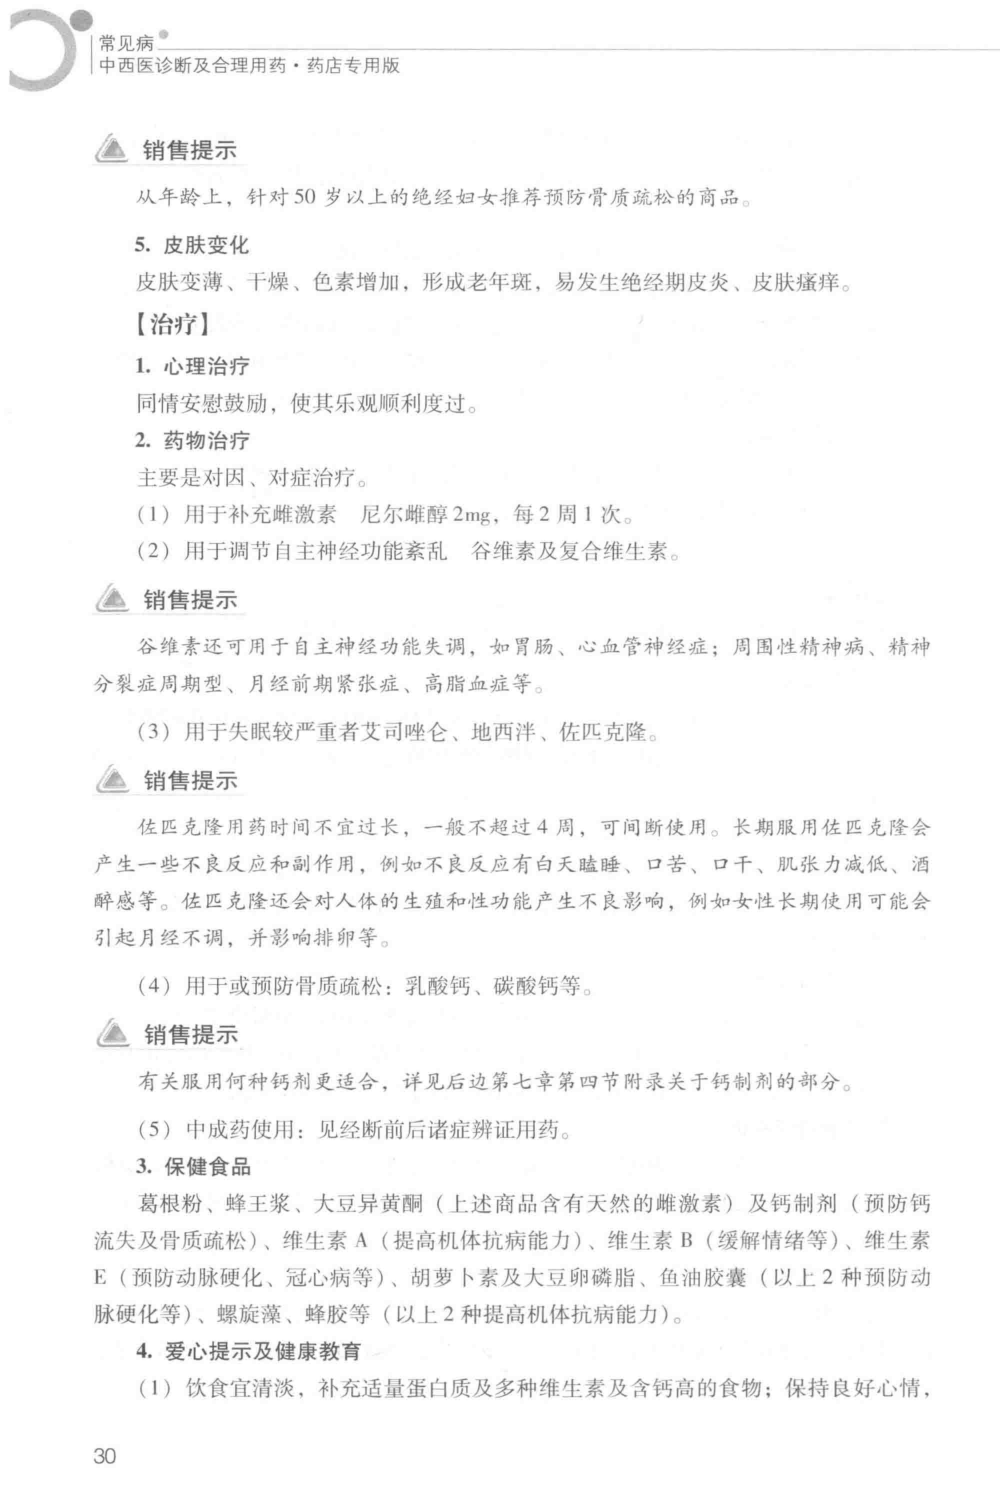 常见病
中西医诊断及合理用药·药店专用版
销售提示
从年龄上，针对50岁以上的绝经妇女推荐预防骨质疏松的商品。
5. 皮肤变化
皮肤变薄、干燥、色素增加，形成老年斑，易发生绝经期皮炎、皮肤瘙痒。
【治疗】
1. 心理治疗
同情安慰鼓励，使其乐观顺利度过。
2. 药物治疗
主要是对因、对症治疗。
（1）用于补充雌激素　尼尔雌醇2mg，每2周1次。
（2）用于调节自主神经功能紊乱　谷维素及复合维生素。
销售提示
谷维素还可用于自主神经功能失调，如胃肠、心血管神经症；周围性精神病、精神
分裂症周期型、月经前期紧张症、高脂血症等。
（3）用于失眠较严重者艾司唑仑、地西泮、佐匹克隆。
销售提示
佐匹克隆用药时间不宜过长，一般不超过4周，可间断使用。长期服用佐匹克隆会
产生一些不良反应和副作用，例如不良反应有白天瞌睡、口苦、口干、肌张力减低、酒
醉感等。佐匹克隆还会对人体的生殖和性功能产生不良影响，例如女性长期使用可能会
引起月经不调，并影响排卵等。
（4）用于或预防骨质疏松：乳酸钙、碳酸钙等。
销售提示
有关服用何种钙剂更适合，详见后边第七章第四节附录关于钙制剂的部分。
（5）中成药使用：见经断前后诸症辨证用药。
3. 保健食品
葛根粉、蜂王浆、大豆异黄酮（上述商品含有天然的雌激素）及钙制剂（预防钙
流失及骨质疏松）、维生素A（提高机体抗病能力）、维生素B（缓解情绪等）、维生素
E（预防动脉硬化、冠心病等）、胡萝卜素及大豆卵磷脂、鱼油胶囊（以上2种预防动
脉硬化等）、螺旋藻、蜂胶等（以上2种提高机体抗病能力）。
4. 爱心提示及健康教育
（1）饮食宜清淡，补充适量蛋白质及多种维生素及含钙高的食物；保持良好心情，
30